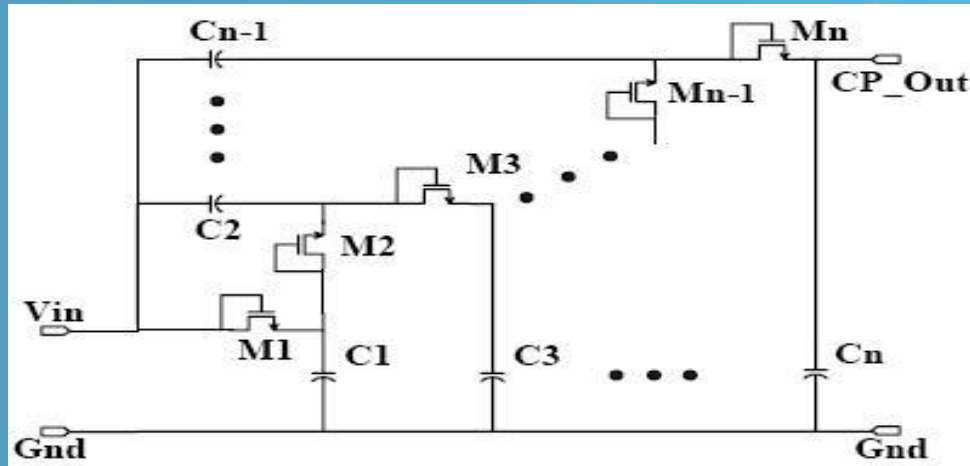 Cn-1
Mn
CP_Out
Mn-1
M3
C2
M2
Vin
M1
C1
C3
Cn
Gnd
Gnd